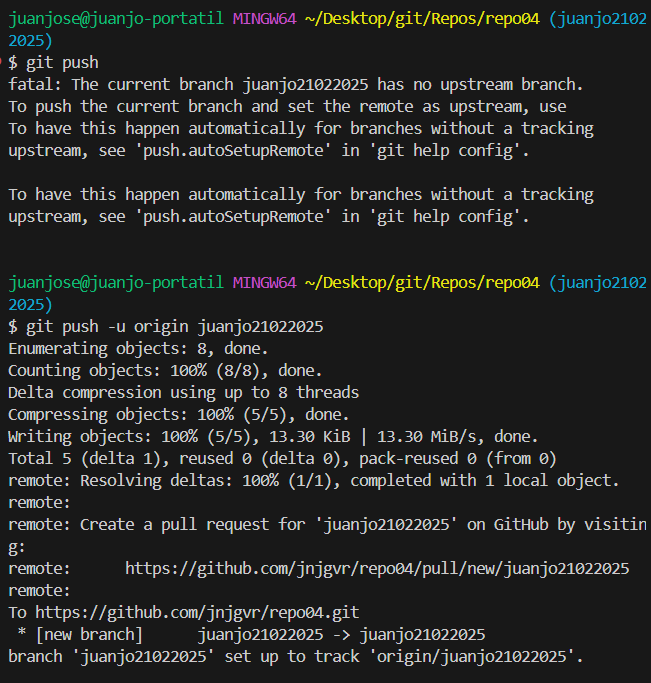 juanjose@juanjo-portatil MINGW64 ~/Desktop/git/Repos/repo04 (juanjo2102
2025)
$ git push
fatal: The current branch juanjo21022025 has no upstream branch.
To push the current branch and set the remote as upstream, use
To have this happen automatically for branches without a tracking
upstream, see 'push.autoSetupRemote' in 'git help config'.

To have this happen automatically for branches without a tracking
upstream, see 'push.autoSetupRemote' in 'git help config'.

juanjose@juanjo-portatil MINGW64 ~/Desktop/git/Repos/repo04 (juanjo2102
2025)
$ git push -u origin juanjo21022025
Enumerating objects: 8, done.
Counting objects: 100% (8/8), done.
Delta compression using up to 8 threads
Compressing objects: 100% (5/5), done.
Writing objects: 100% (5/5), 13.30 KiB | 13.30 MiB/s, done.
Total 5 (delta 1), reused 0 (delta 0), pack-reused 0 (from 0)
remote: Resolving deltas: 100% (1/1), completed with 1 local object.
remote:
remote: Create a pull request for 'juanjo21022025' on GitHub by visitin
g:
remote:      https://github.com/jnjgvr/repo04/pull/new/juanjo21022025
remote:
To https://github.com/jnjgvr/repo04.git
 * [new branch]      juanjo21022025 -> juanjo21022025
branch 'juanjo21022025' set up to track 'origin/juanjo21022025'.